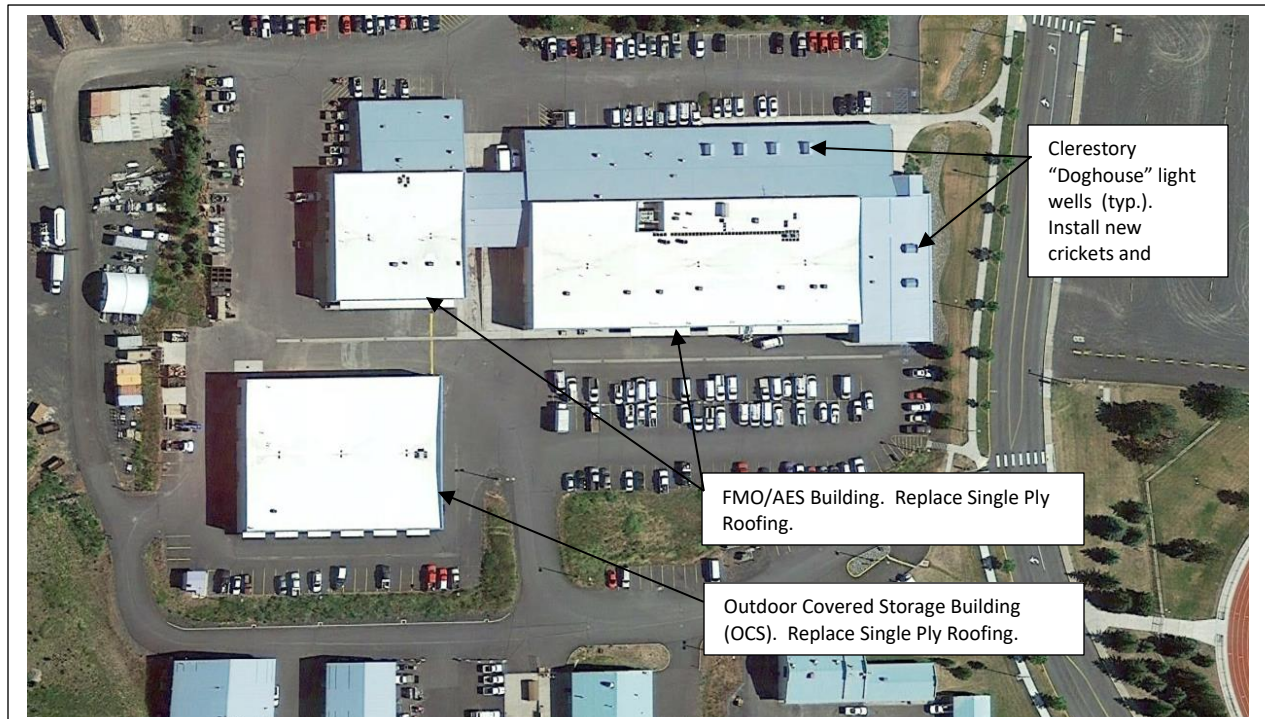 Clerestory
“Doghouse” light
wells  (typ.).
Install new
crickets and
FMO/AES Building.  Replace Single Ply
Roofing.
Outdoor Covered Storage Building
(OCS).  Replace Single Ply Roofing.